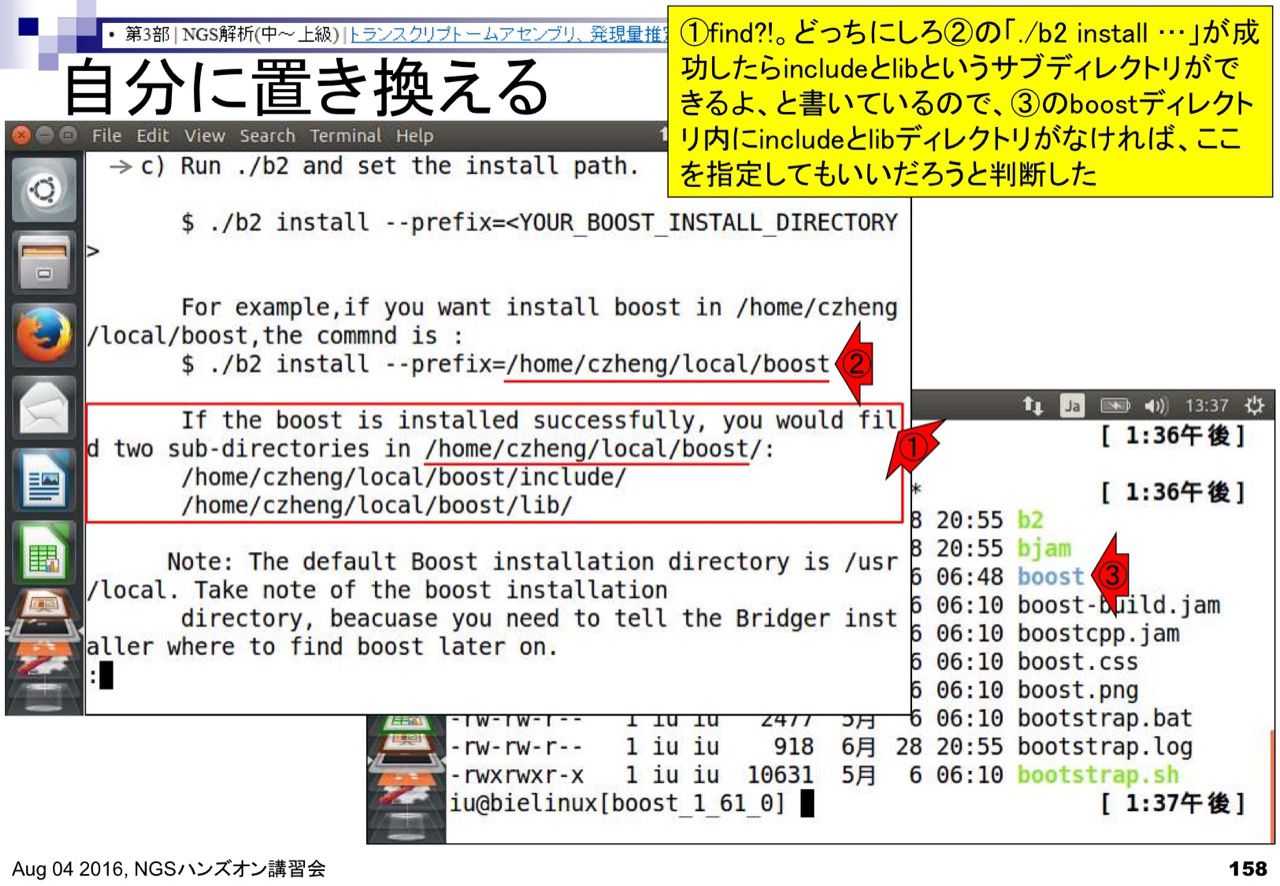 • 第3部 | NGS解析(中～上級) | トランスクリプトームアセンブリ、発現量推定
自分に置き換える
①find?!。どっちにしろ②の「./b2 install …」が成
功したらincludeとlibというサブディレクトリがで
きるよ、と書いているので、③のboostディレクト
リ内にincludeとlibディレクトリがなければ、ここ
を指定してもいいだろうと判断した
File Edit View Search Terminal Help
-> c) Run ./b2 and set the install path.
$ ./b2 install --prefix=<YOUR_BOOST_INSTALL_DIRECTORY
>
For example,if you want install boost in /home/czheng
/local/boost,the commnd is :
$ ./b2 install --prefix=/home/czheng/local/boost
②
If the boost is installed successfully, you would fil
d two sub-directories in /home/czheng/local/boost/:
①
/home/czheng/local/boost/include/
/home/czheng/local/boost/lib/
Note: The default Boost installation directory is /usr
/local. Take note of the boost installation
directory, beacuse you need to tell the Bridger inst
aller where to find boost later on.
:
Ja 13:37
[ 1:36午後]
* [ 1:36午後]
8 20:55 b2
8 20:55 bjam
6 06:48 boost
③
6 06:10 boost-build.jam
6 06:10 boostcpp.jam
6 06:10 boost.css
6 06:10 boost.png
-rw-rw-r-- 1 iu iu 2477 5月 6 06:10 bootstrap.bat
-rw-rw-r-- 1 iu iu 918 6月 28 20:55 bootstrap.log
-rwxrwxr-x 1 iu iu 10631 5月 6 06:10 bootstrap.sh
iu@bielinux[boost_1_61_0] [ 1:37午後]
Aug 04 2016, NGSハンズオン講習会
158